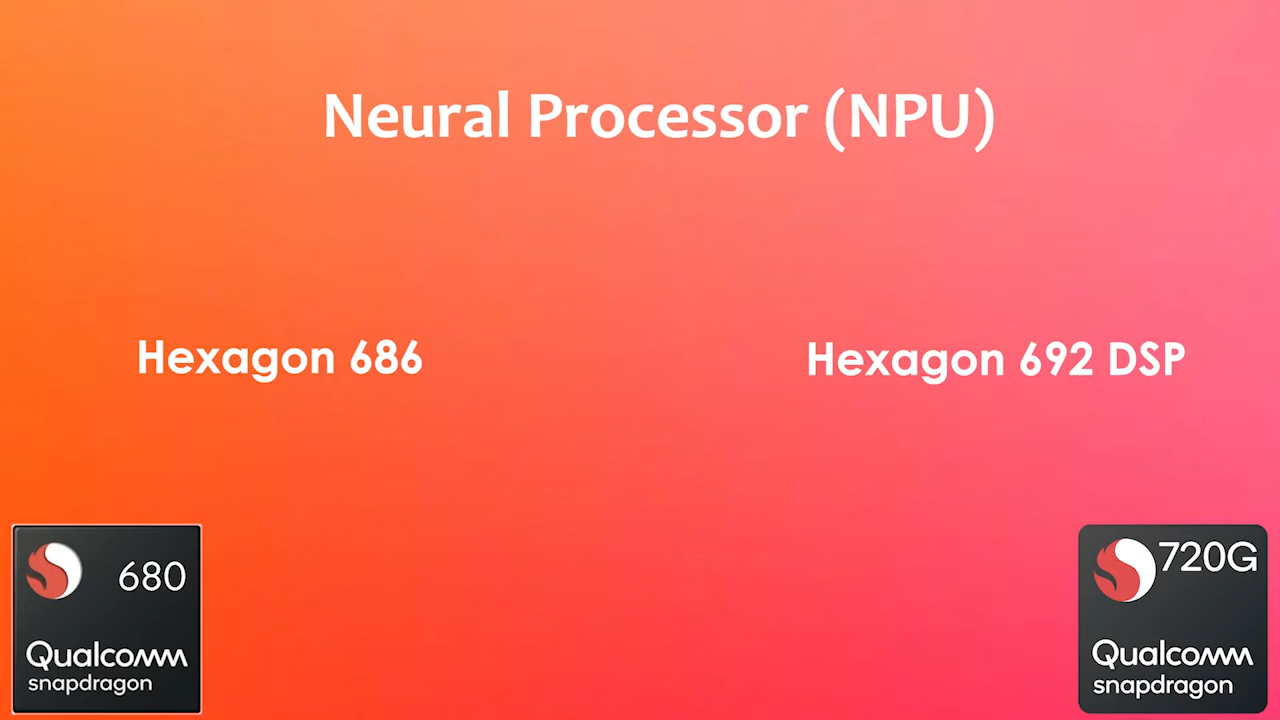 Neural Processor (NPU)
Hexagon 686
Hexagon 692 DSP
680
Qualcomm
snapdragon
720G
Qualcomm
snapdragon